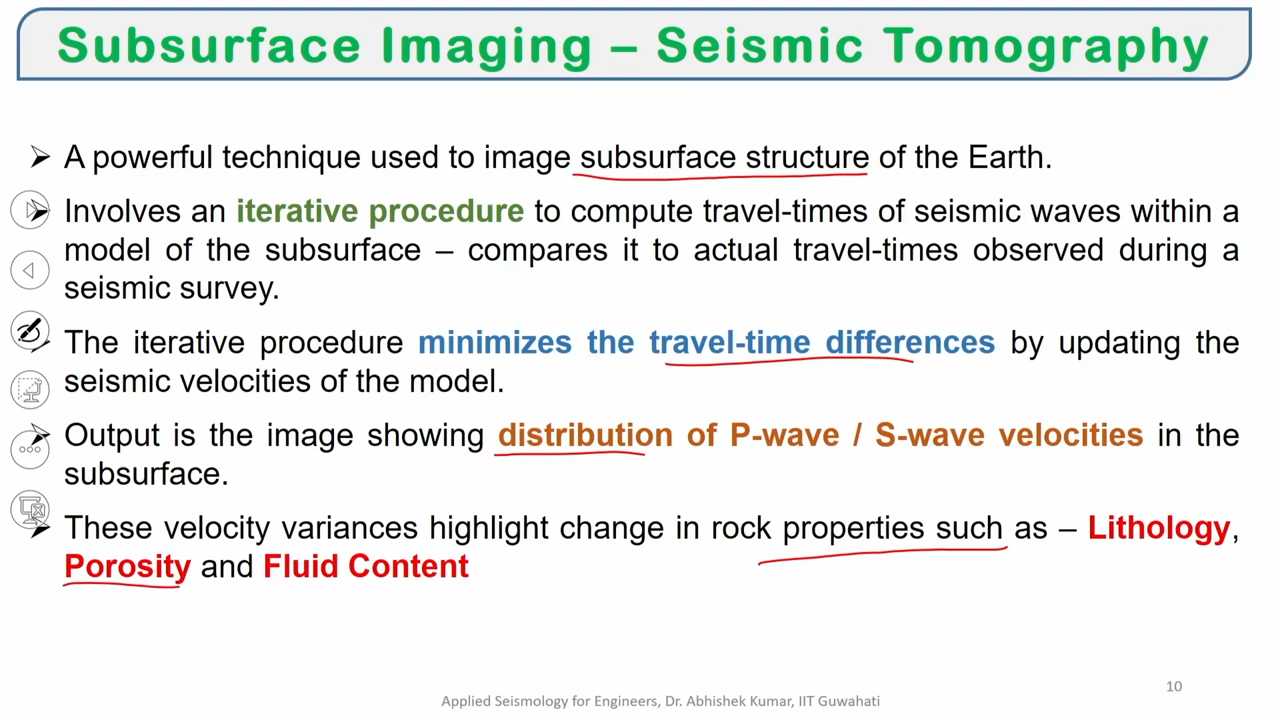 Subsurface Imaging – Seismic Tomography
➢ A powerful technique used to image subsurface structure of the Earth.
➢ Involves an iterative procedure to compute travel-times of seismic waves within a
model of the subsurface – compares it to actual travel-times observed during a
seismic survey.
➢ The iterative procedure minimizes the travel-time differences by updating the
seismic velocities of the model.
➢ Output is the image showing distribution of P-wave / S-wave velocities in the
subsurface.
➢ These velocity variances highlight change in rock properties such as – Lithology,
Porosity and Fluid Content
10
Applied Seismology for Engineers, Dr. Abhishek Kumar, IIT Guwahati